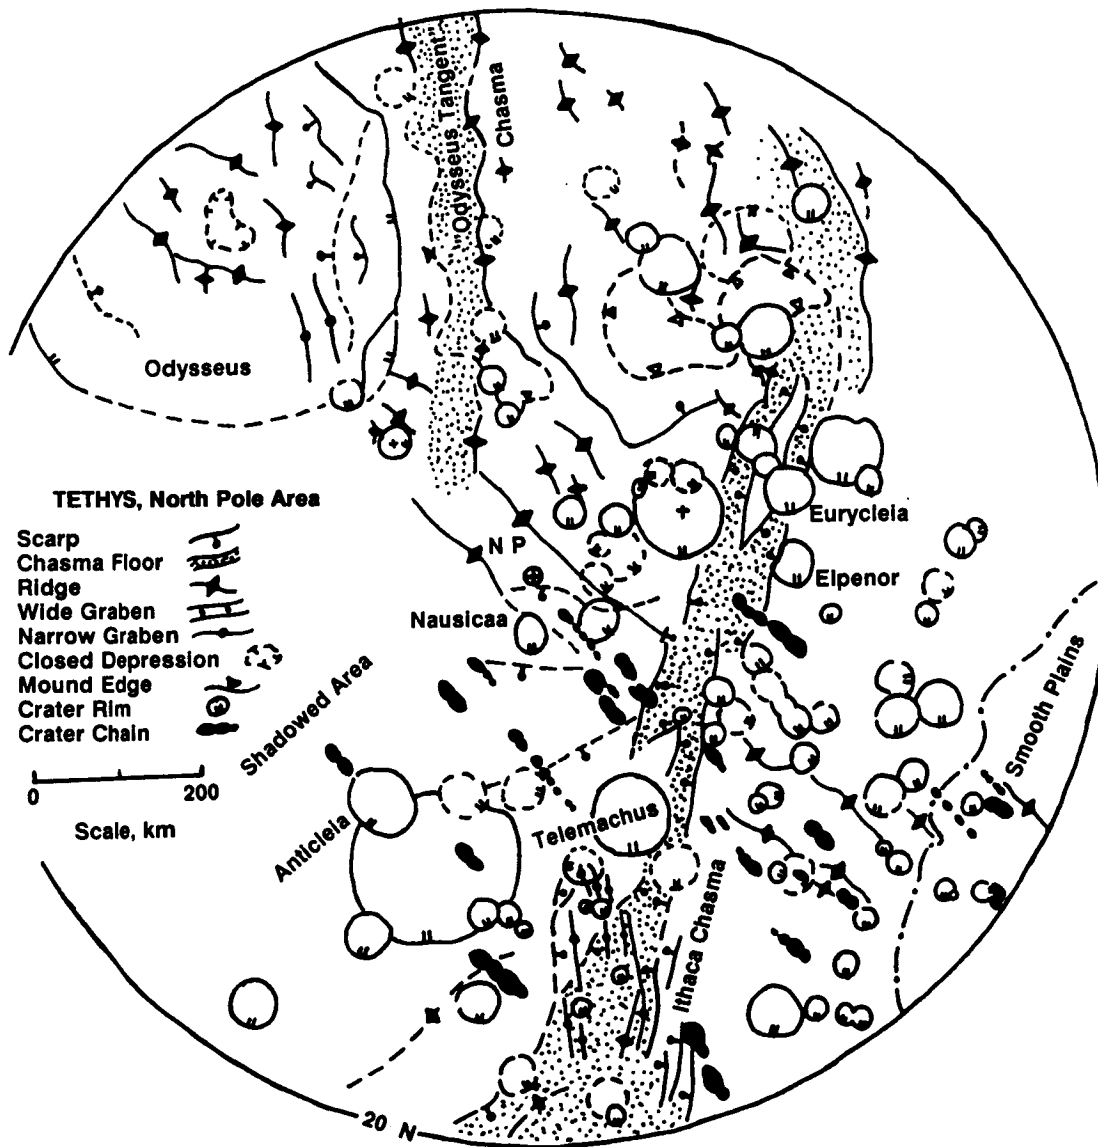 "Odysseus Tangent"
Chasma
Odysseus
TETHYS, North Pole Area
Scarp
Chasma Floor
Ridge
Wide Graben
Narrow Graben
Closed Depression
Mound Edge
Crater Rim
Crater Chain
0 200
Scale, km
N P
Nausicaa
Eurycleia
Elpenor
Shadowed Area
Smooth Plains
Anticleia
Telemachus
Ithaca Chasma
20 N